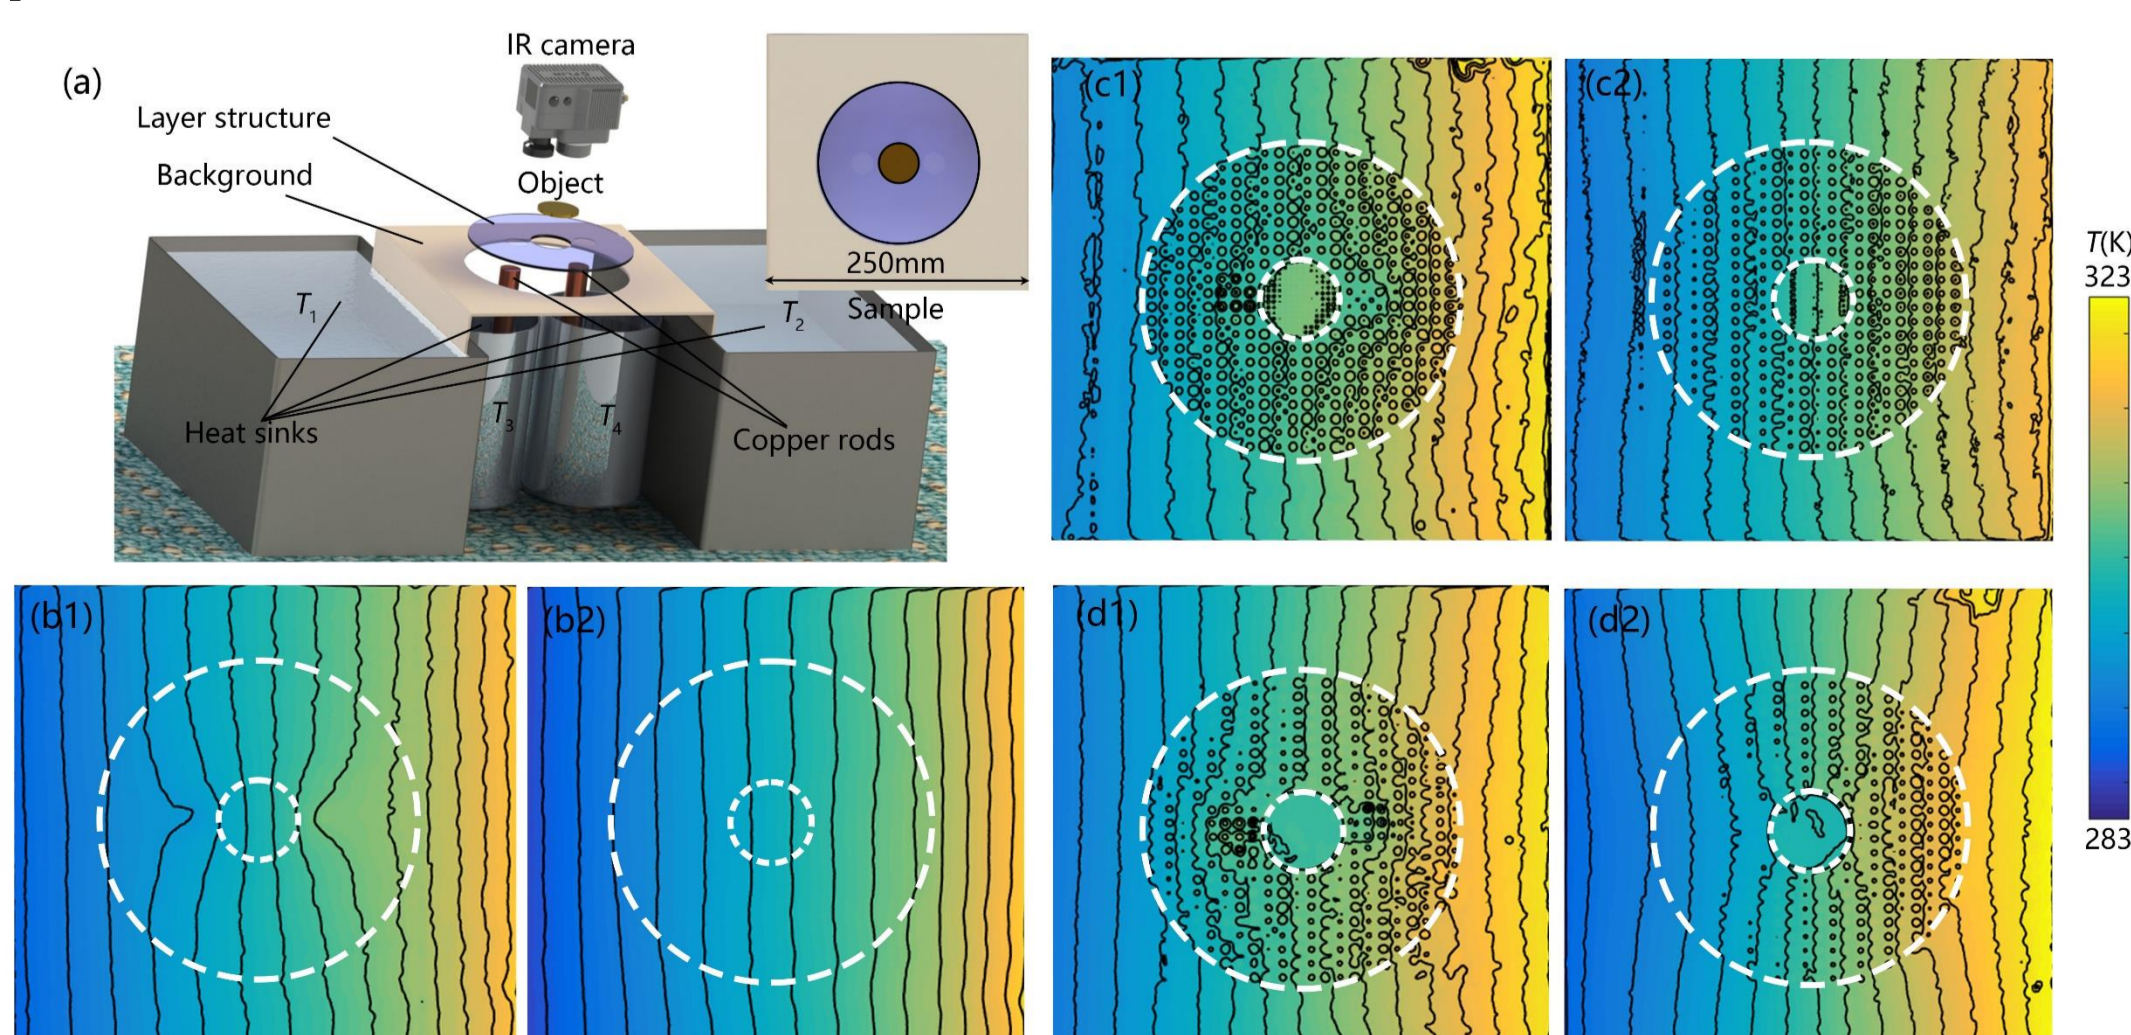 (a)
IR camera
Layer structure
Background
Object
250mm
Sample
T1
T2
T3
T4
Heat sinks
Copper rods
(b1)
(b2)
(c1)
(c2)
(d1)
(d2)
T(K)
323
283